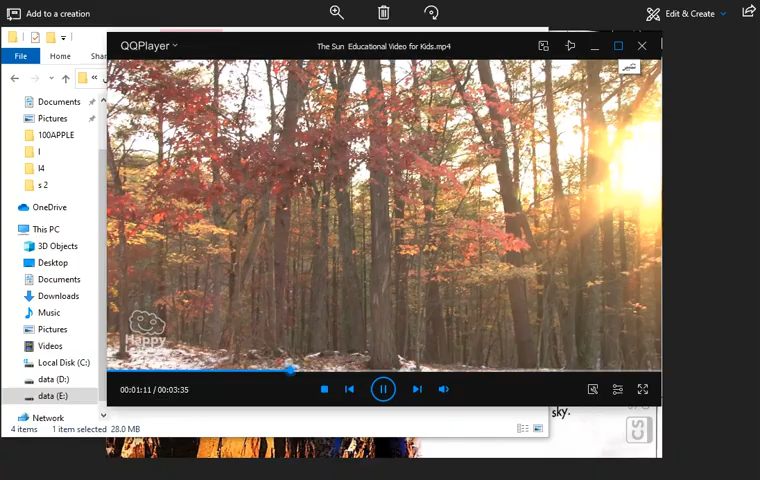 Add to a creation
Edit & Create
QQPlayer
The Sun Educational Video for Kids.mp4
File
Home
Documents
Pictures
100APPLE
l4
s 2
OneDrive
This PC
3D Objects
Desktop
Documents
Downloads
Music
Pictures
Videos
Local Disk (C:)
data (D:)
data (E:)
Network
4 items
1 item selected 28.0 MB
Happy
00:01:11 / 00:03:35
sky.
CS